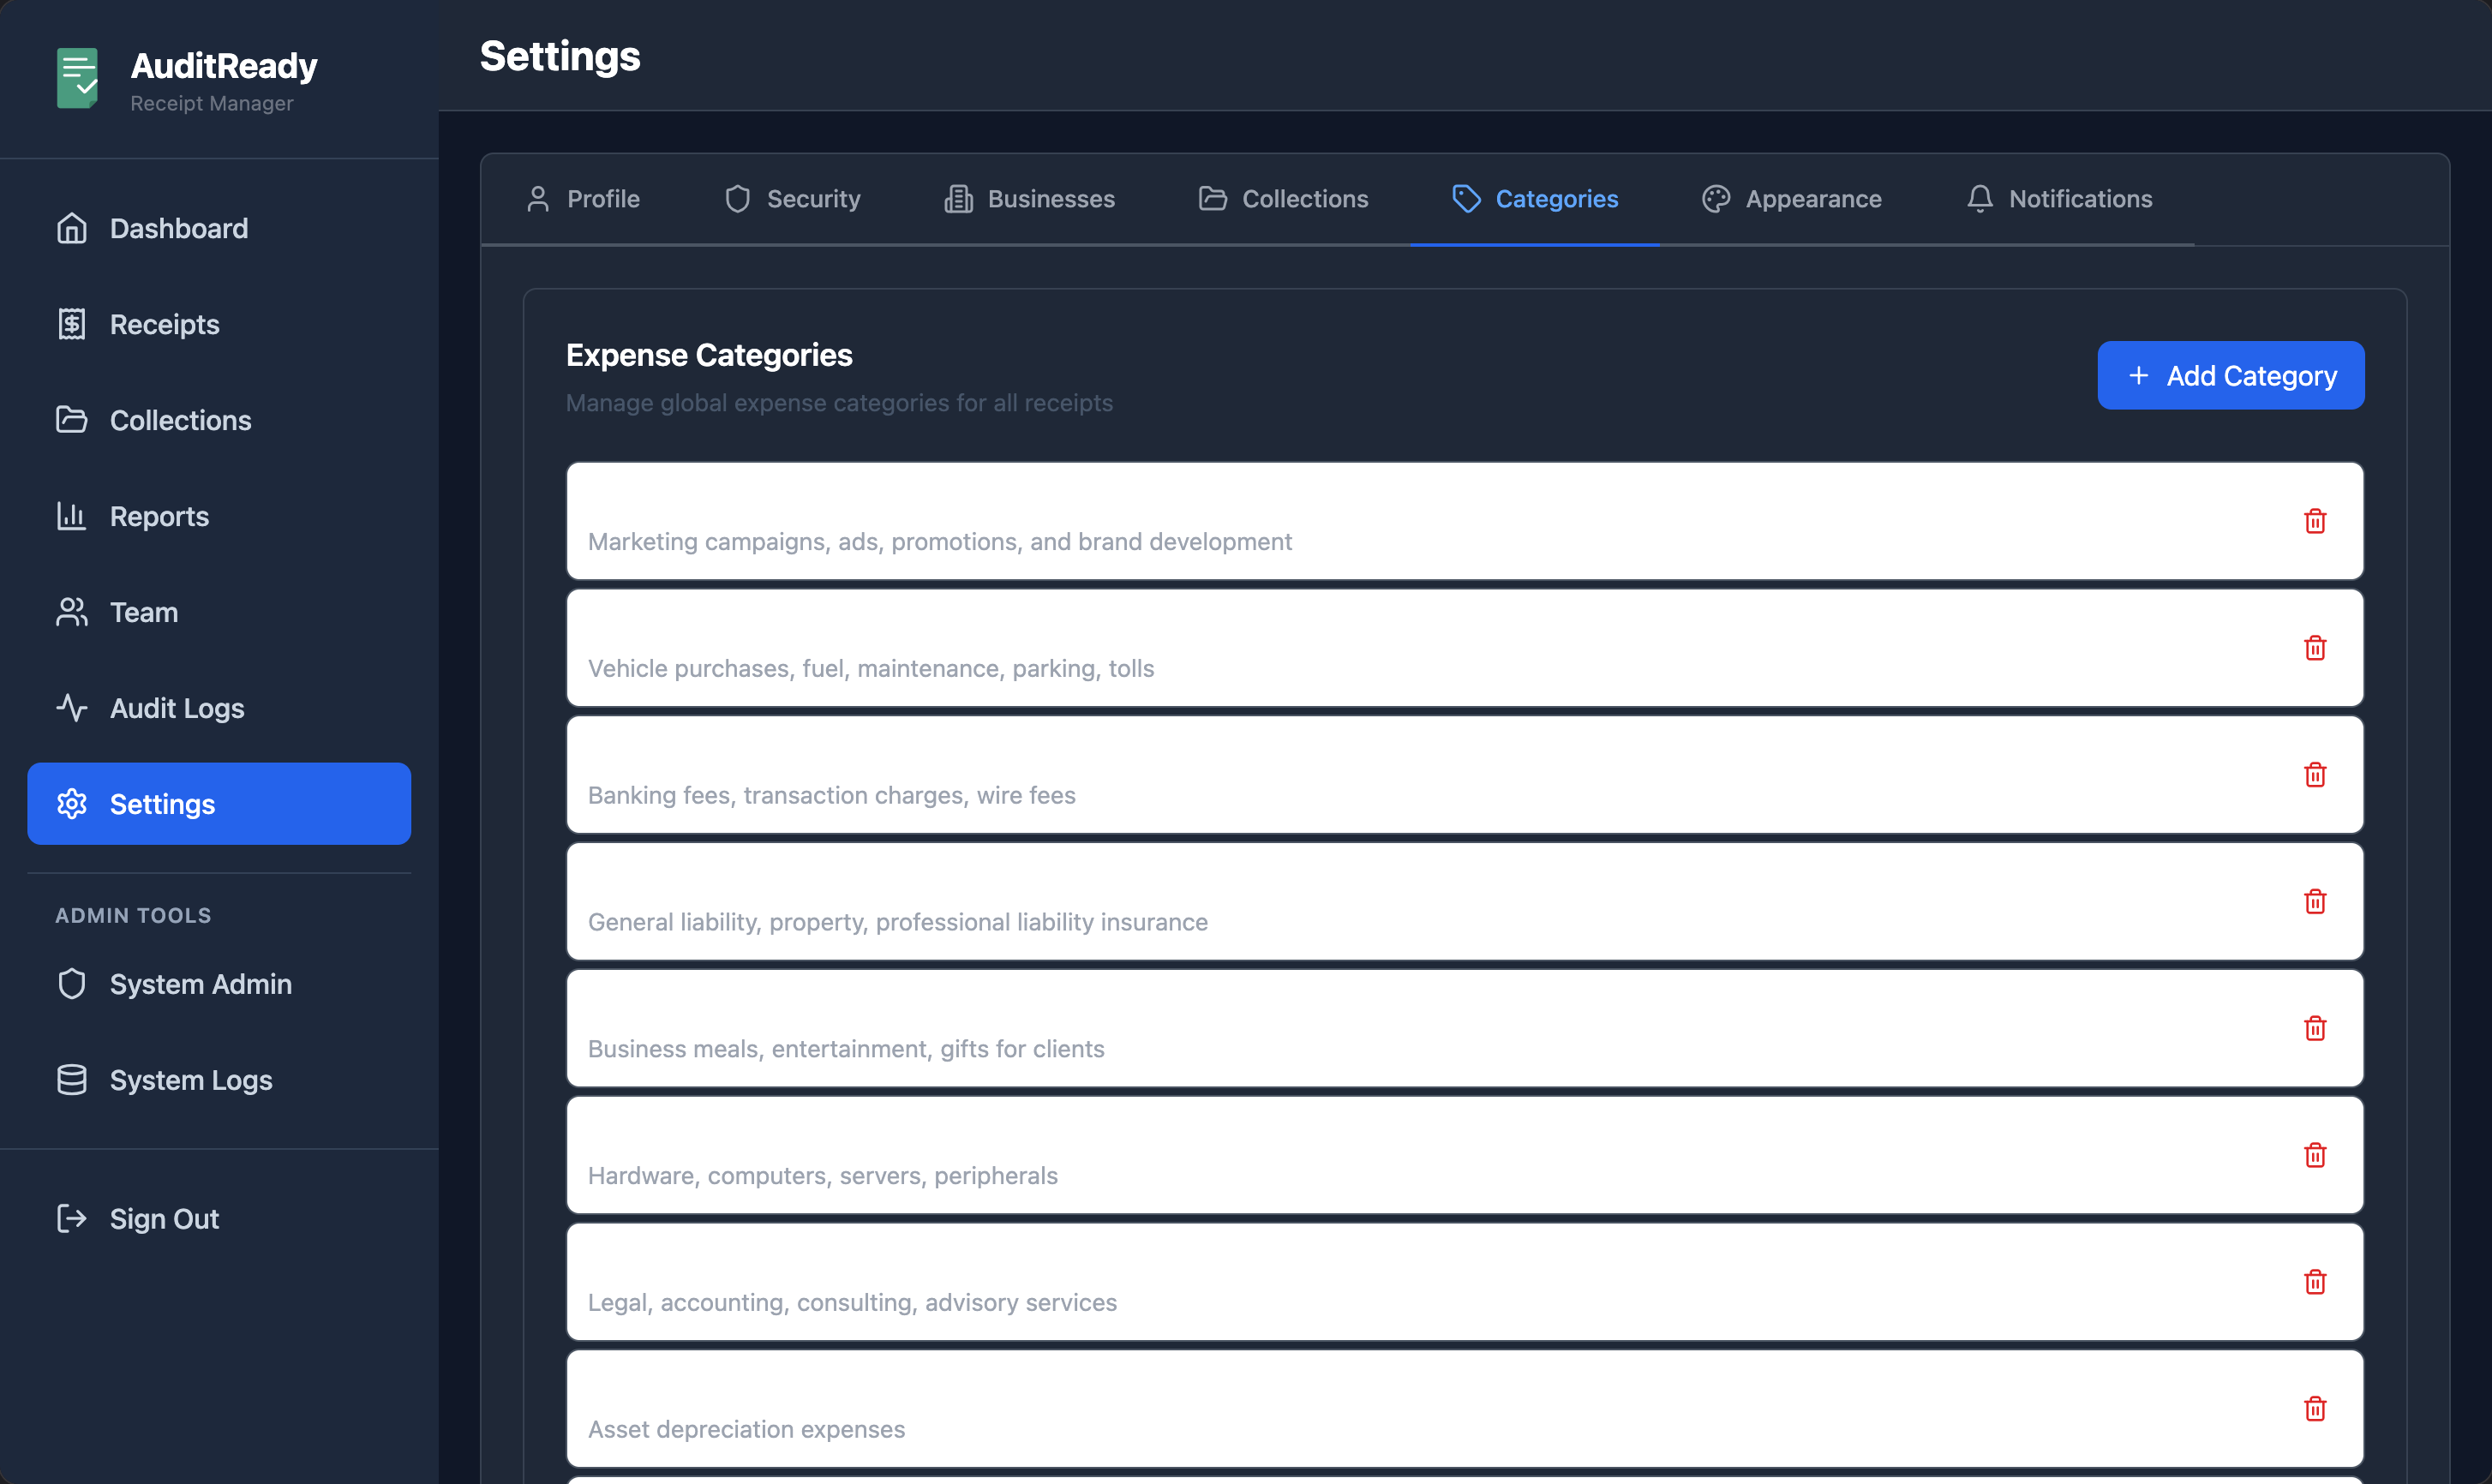 AuditReady
Receipt Manager
Dashboard
Receipts
Collections
Reports
Team
Audit Logs
Settings
ADMIN TOOLS
System Admin
System Logs
Sign Out
Settings
Profile
Security
Businesses
Collections
Categories
Appearance
Notifications
Expense Categories
Manage global expense categories for all receipts
+ Add Category
Marketing campaigns, ads, promotions, and brand development
Vehicle purchases, fuel, maintenance, parking, tolls
Banking fees, transaction charges, wire fees
General liability, property, professional liability insurance
Business meals, entertainment, gifts for clients
Hardware, computers, servers, peripherals
Legal, accounting, consulting, advisory services
Asset depreciation expenses